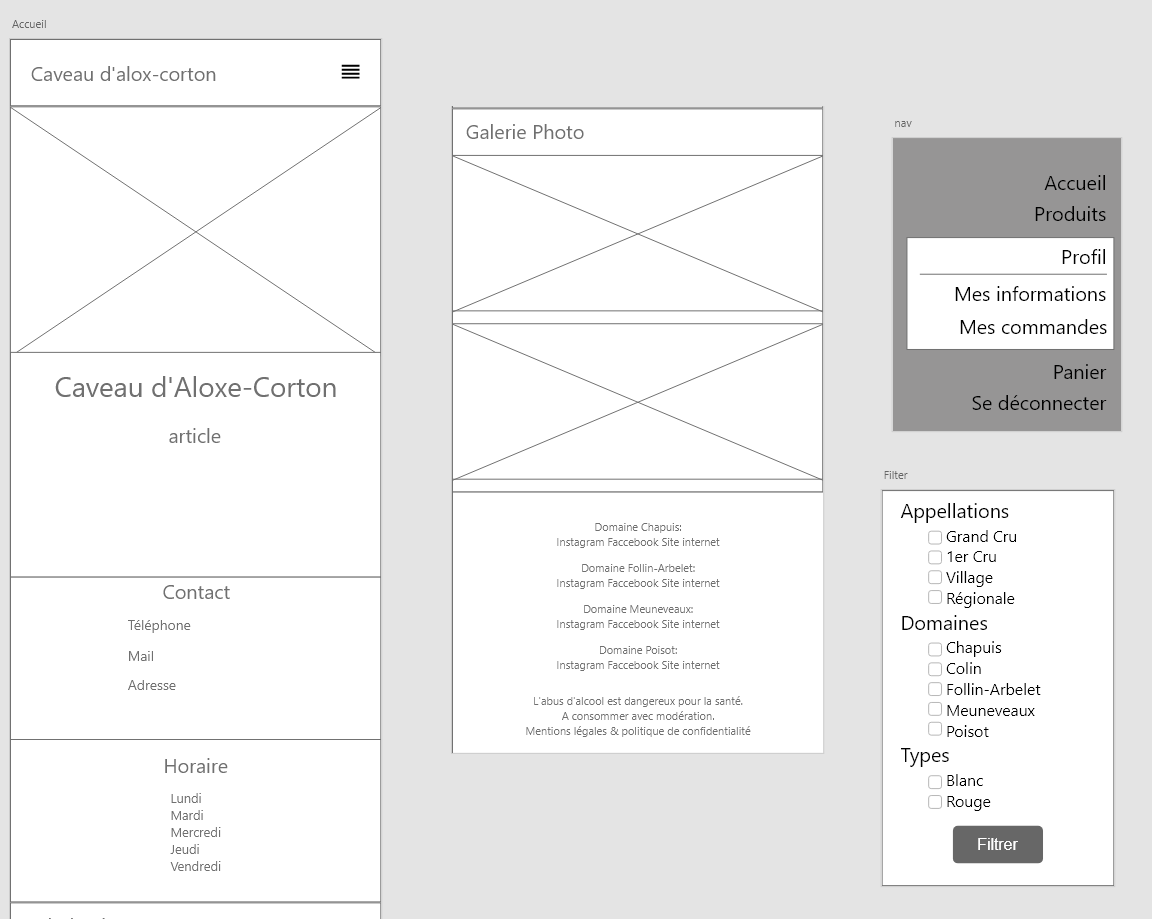 Accueil
Caveau d'alox-corton
Caveau d'Aloxe-Corton
article
Contact
Téléphone
Mail
Adresse
Horaire
Lundi
Mardi
Mercredi
Jeudi
Vendredi
Galerie Photo
Domaine Chapuis:
Instagram Faccebook Site internet
Domaine Follin-Arbelet:
Instagram Faccebook Site internet
Domaine Meuneveaux:
Instagram Faccebook Site internet
Domaine Poisot:
Instagram Faccebook Site internet
L'abus d'alcool est dangereux pour la santé.
A consommer avec modération.
Mentions légales & politique de confidentialité
nav
Accueil
Produits
Profil
Mes informations
Mes commandes
Panier
Se déconnecter
Filter
Appellations
Grand Cru
1er Cru
Village
Régionale
Domaines
Chapuis
Colin
Follin-Arbelet
Meuneveaux
Poisot
Types
Blanc
Rouge
Filtrer